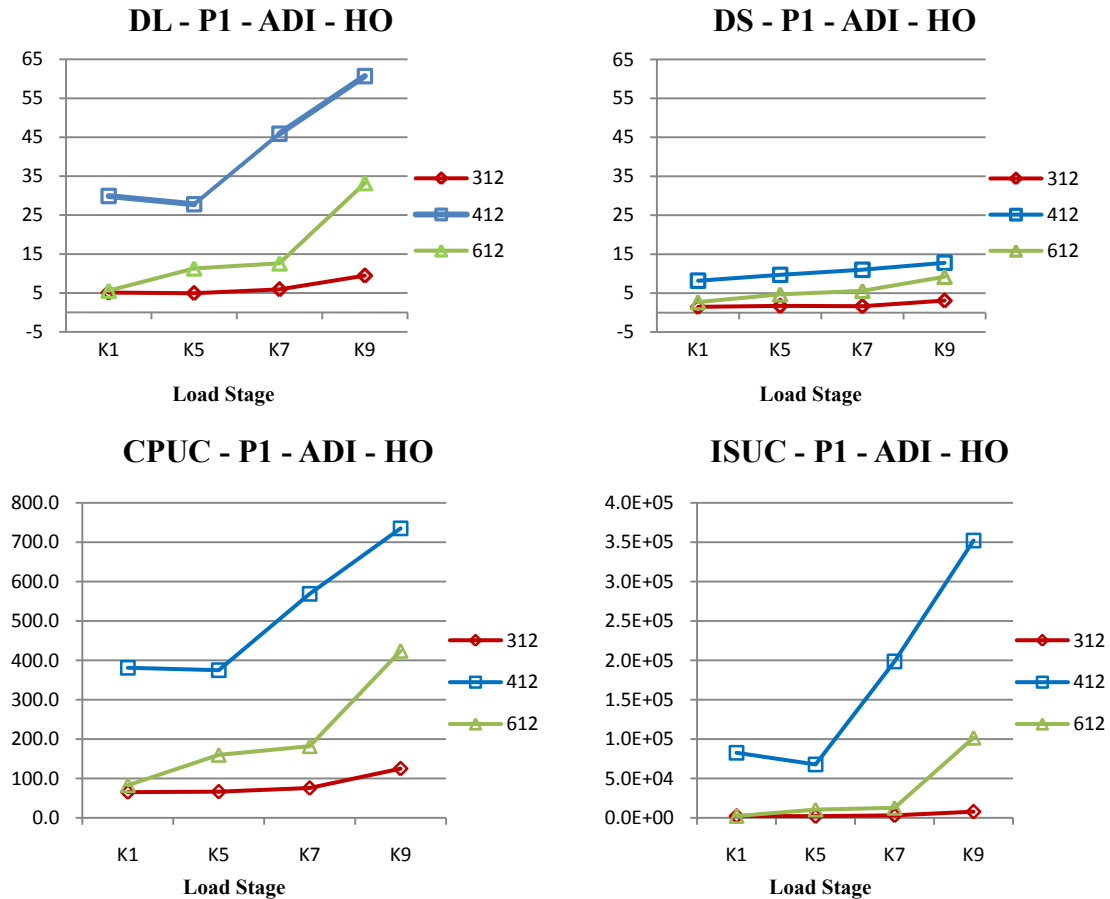 DL - P1 - ADI - HO
65
55
45
35
25
15
5
-5
K1 K5 K7 K9
Load Stage
312
412
612
DS - P1 - ADI - HO
65
55
45
35
25
15
5
-5
K1 K5 K7 K9
Load Stage
312
412
612
CPUC - P1 - ADI - HO
800.0
700.0
600.0
500.0
400.0
300.0
200.0
100.0
0.0
K1 K5 K7 K9
Load Stage
312
412
612
ISUC - P1 - ADI - HO
4.0E+05
3.5E+05
3.0E+05
2.5E+05
2.0E+05
1.5E+05
1.0E+05
5.0E+04
0.0E+00
K1 K5 K7 K9
Load Stage
312
412
612